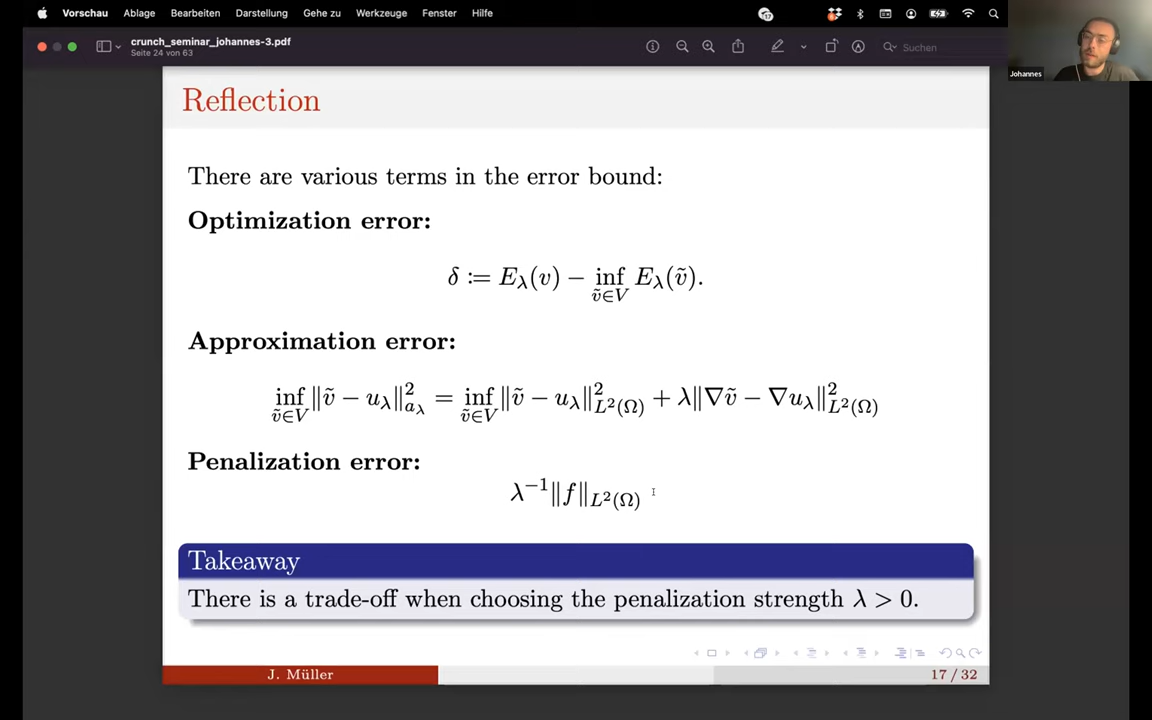 Vorschau Ablage Bearbeiten Darstellung Gehe zu Werkzeuge Fenster Hilfe
crunch_seminar_johannes-3.pdf
Seite 24 von 63
Suchen
Johannes
Reflection
There are various terms in the error bound:
Optimization error:
δ := E_λ(v) − inf_{ṽ∈V} E_λ(ṽ).
Approximation error:
inf_{ṽ∈V} ‖ṽ − u_λ‖²_{a_λ} = inf_{ṽ∈V} ‖ṽ − u_λ‖²_{L²(Ω)} + λ‖∇ṽ − ∇u_λ‖²_{L²(Ω)}
Penalization error:
λ⁻¹‖f‖_{L²(Ω)}
Takeaway
There is a trade-off when choosing the penalization strength λ > 0.
J. Müller
17 / 32